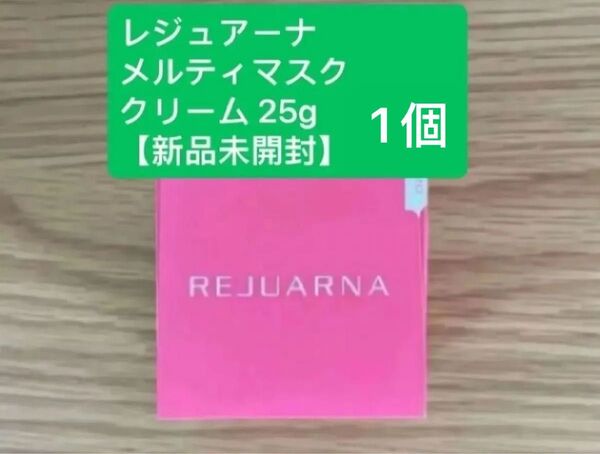 レジュアーナ
メルティマスク
クリーム 25g
【新品未開封】
1個
REJUARNA